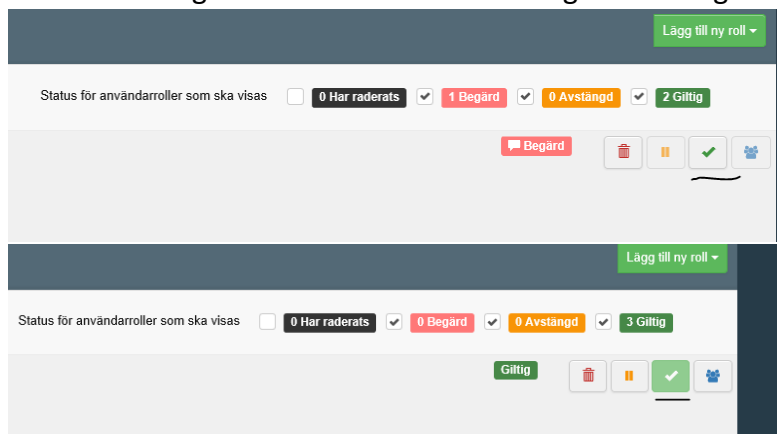 Lägg till ny roll
Status för användarroller som ska visas 0 Har raderats 1 Begärd 0 Avstängd 2 Giltig
Begärd
Lägg till ny roll
Status för användarroller som ska visas 0 Har raderats 0 Begärd 0 Avstängd 3 Giltig
Giltig